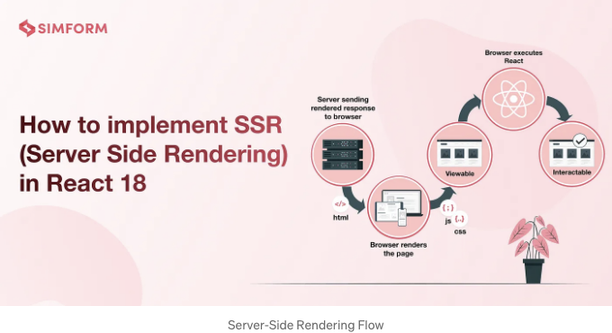 SIMFORM
How to implement SSR
(Server Side Rendering)
in React 18
Server sending
rendered response
to browser
</>
html
Browser renders
the page
{;}
js
{,}
css
Viewable
Browser executes
React
Interactable
Server-Side Rendering Flow